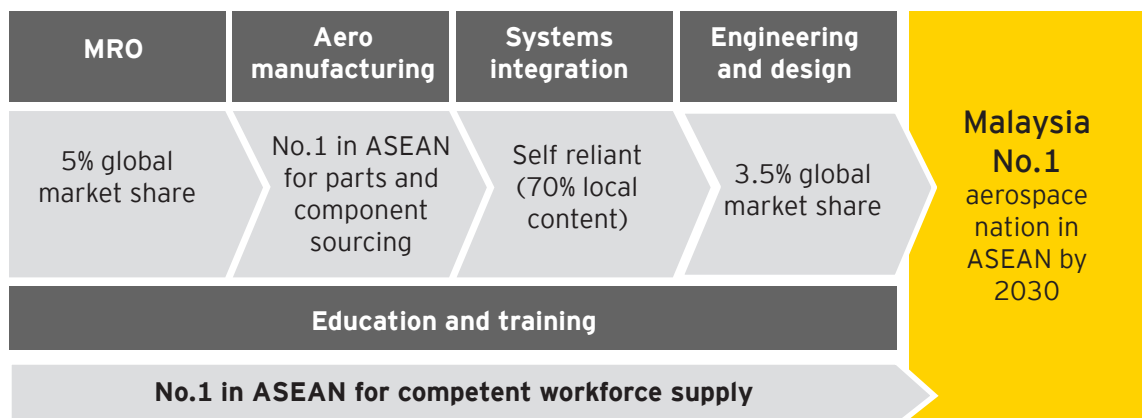 MRO
Aero
manufacturing
Systems
integration
Engineering
and design
5% global
market share
No.1 in ASEAN
for parts and
component
sourcing
Self reliant
(70% local
content)
3.5% global
market share
Malaysia
No.1
aerospace
nation in
ASEAN by
2030
Education and training
No.1 in ASEAN for competent workforce supply